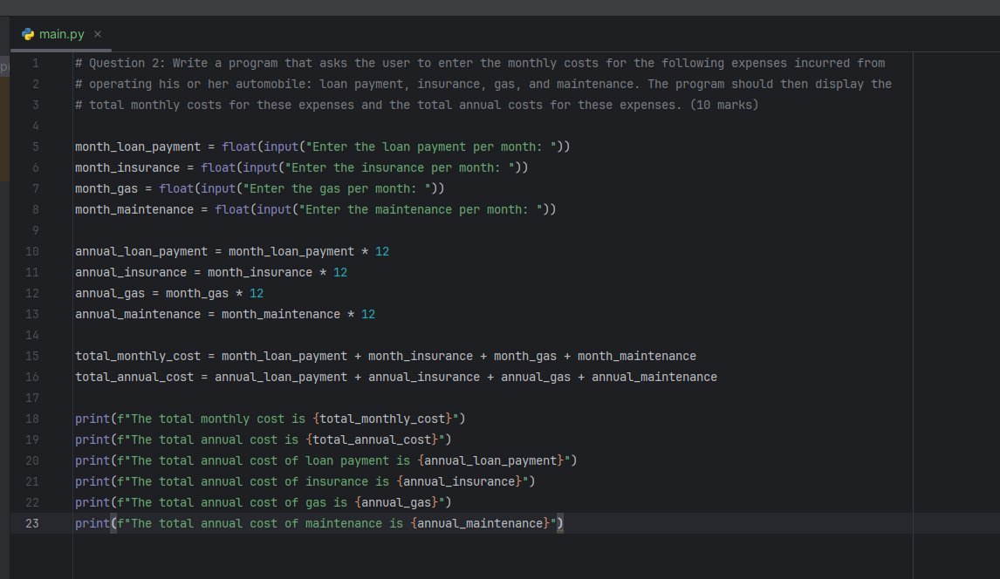 main.py ×
1 # Question 2: Write a program that asks the user to enter the monthly costs for the following expenses incurred from
2 # operating his or her automobile: loan payment, insurance, gas, and maintenance. The program should then display the
3 # total monthly costs for these expenses and the total annual costs for these expenses. (10 marks)
4
5 month_loan_payment = float(input("Enter the loan payment per month: "))
6 month_insurance = float(input("Enter the insurance per month: "))
7 month_gas = float(input("Enter the gas per month: "))
8 month_maintenance = float(input("Enter the maintenance per month: "))
9
10 annual_loan_payment = month_loan_payment * 12
11 annual_insurance = month_insurance * 12
12 annual_gas = month_gas * 12
13 annual_maintenance = month_maintenance * 12
14
15 total_monthly_cost = month_loan_payment + month_insurance + month_gas + month_maintenance
16 total_annual_cost = annual_loan_payment + annual_insurance + annual_gas + annual_maintenance
17
18 print(f"The total monthly cost is {total_monthly_cost}")
19 print(f"The total annual cost is {total_annual_cost}")
20 print(f"The total annual cost of loan payment is {annual_loan_payment}")
21 print(f"The total annual cost of insurance is {annual_insurance}")
22 print(f"The total annual cost of gas is {annual_gas}")
23 print(f"The total annual cost of maintenance is {annual_maintenance}")